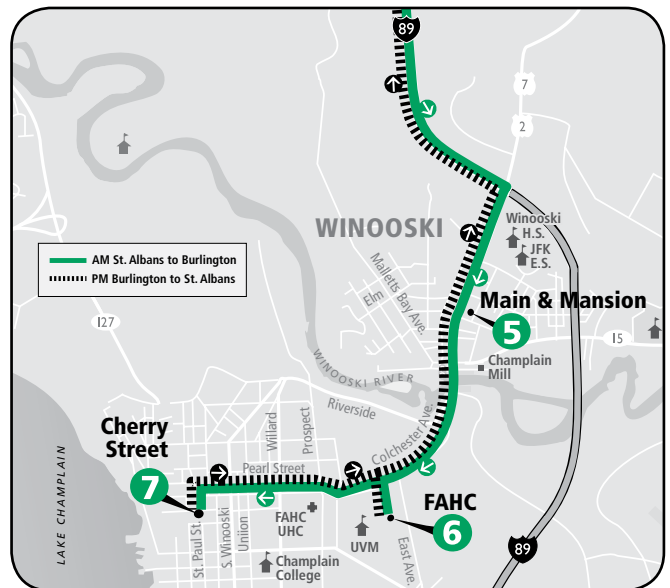 89
7
2
WINOOSKI
Winooski
H.S.
JFK
E.S.
AM St. Albans to Burlington
PM Burlington to St. Albans
Malletts Bay Ave.
Elm
Main & Mansion
5
127
15
Champlain
Mill
WINOOSKI RIVER
Riverside
Colchester Ave.
Willard
Prospect
Cherry
Street
7
Pearl Street
LAKE CHAMPLAIN
St. Paul St.
S. Winooski
Uniion
FAHC
UHC
UVM
FAHC
6
East Ave.
Champlain
College
89